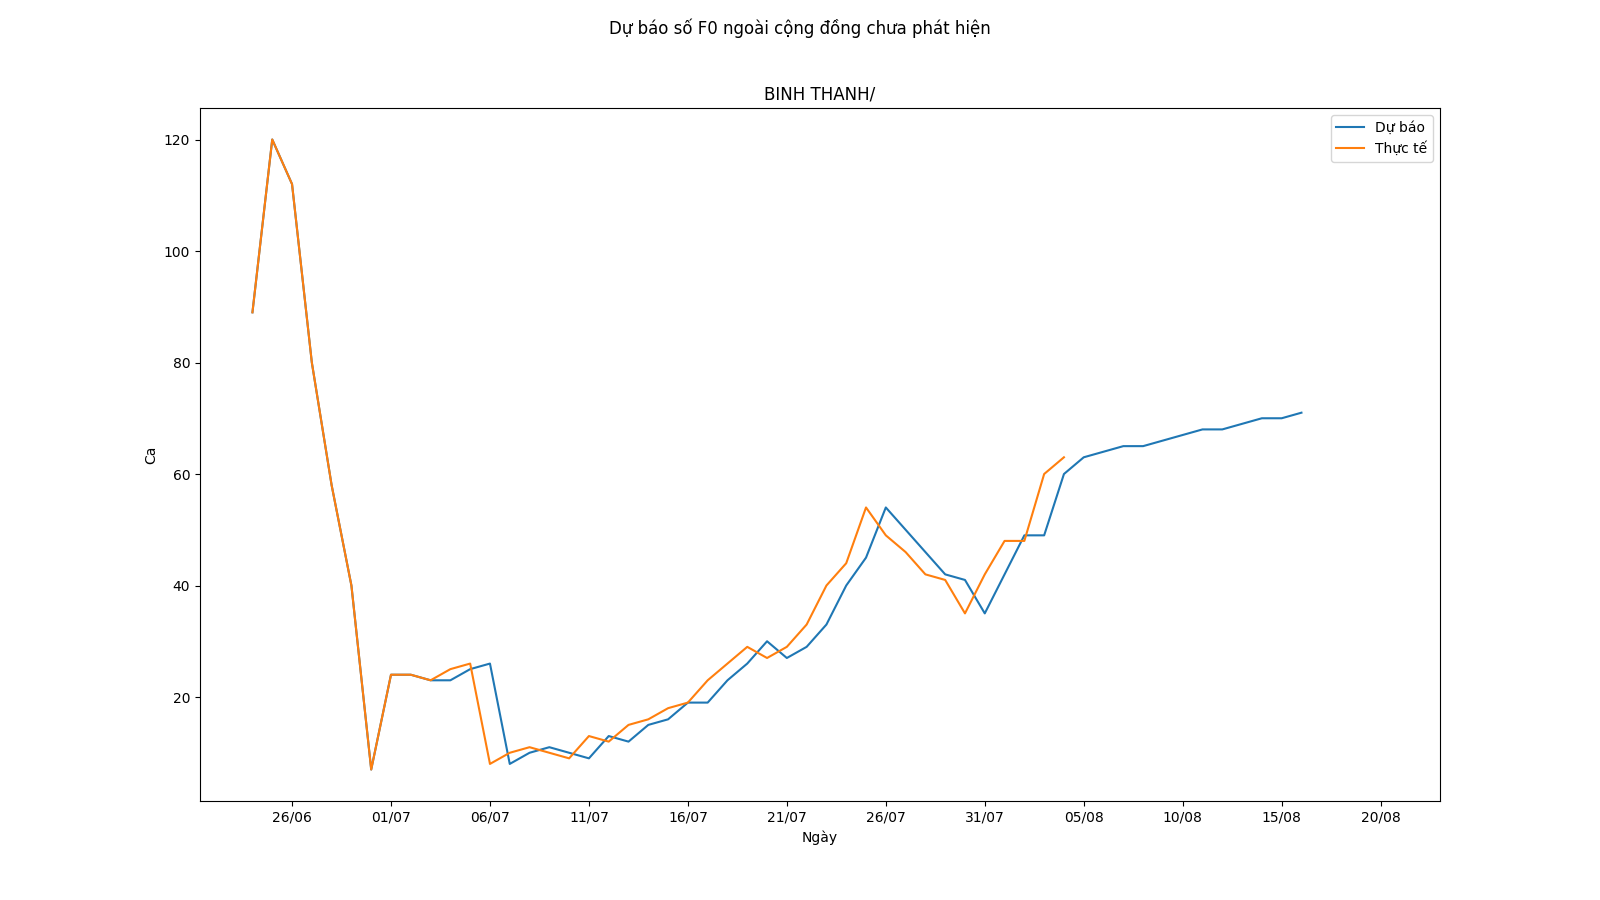 Dự báo số F0 ngoài cộng đồng chưa phát hiện
BINH THANH/
Dự báo
Thực tế
120
100
80
60
40
20
Ca
26/06 01/07 06/07 11/07 16/07 21/07 26/07 31/07 05/08 10/08 15/08 20/08
Ngày